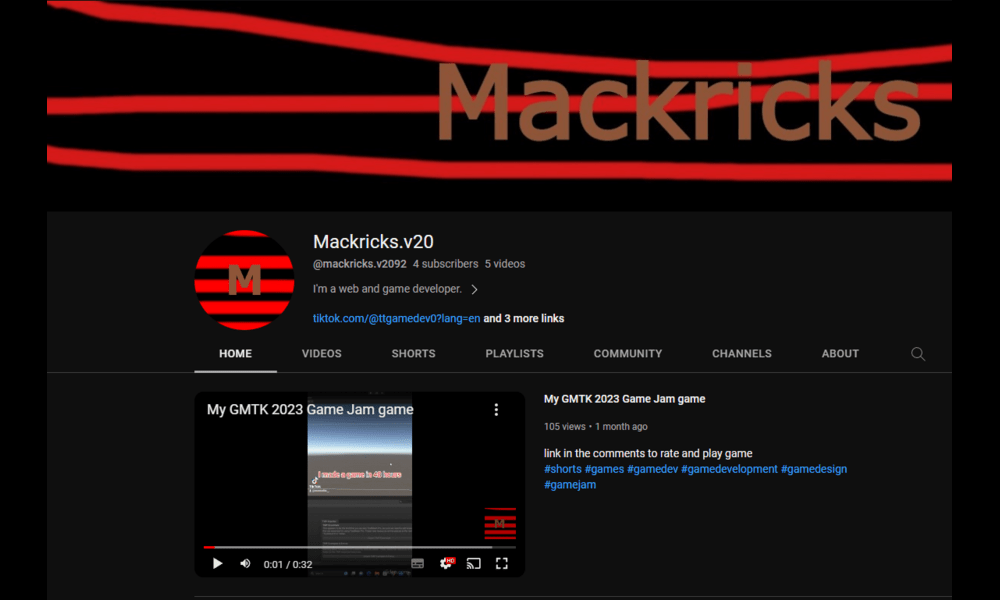 Mackricks
M
Mackricks.v20
@mackricks.v2092 4 subscribers 5 videos
I'm a web and game developer.
tiktok.com/@ttgamedev0?lang=en and 3 more links
HOME VIDEOS SHORTS PLAYLISTS COMMUNITY CHANNELS ABOUT
My GMTK 2023 Game Jam game
I made a game in 48 hours
M
0:01 / 0:32
HD
My GMTK 2023 Game Jam game
105 views • 1 month ago
link in the comments to rate and play game
#shorts #games #gamedev #gamedevelopment #gamedesign
#gamejam